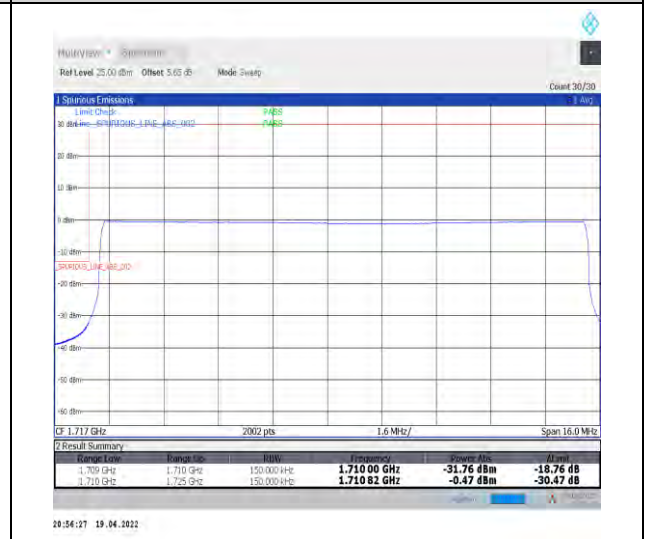 MultiView Spectrum
Ref Level 25.00 dBm Offset 5.65 dB Mode Sweep
Count 30/30
1 Spurious Emissions 1 Avg
Limit Check PASS
30 dBm Line _SPURIOUS_LINE_ABS_002 PASS
20 dBm
10 dBm
0 dBm
-10 dBm
_SPURIOUS_LINE_ABS_002
-20 dBm
-30 dBm
-40 dBm
-50 dBm
-60 dBm
CF 1.717 GHz 2002 pts 1.6 MHz/ Span 16.0 MHz
2 Result Summary
Range Low Range Up RBW Frequency Power Abs ΔLimit
1.709 GHz 1.710 GHz 150.000 kHz 1.710 00 GHz -31.76 dBm -18.76 dB
1.710 GHz 1.725 GHz 150.000 kHz 1.710 82 GHz -0.47 dBm -30.47 dB
20:56:27 19.04.2022